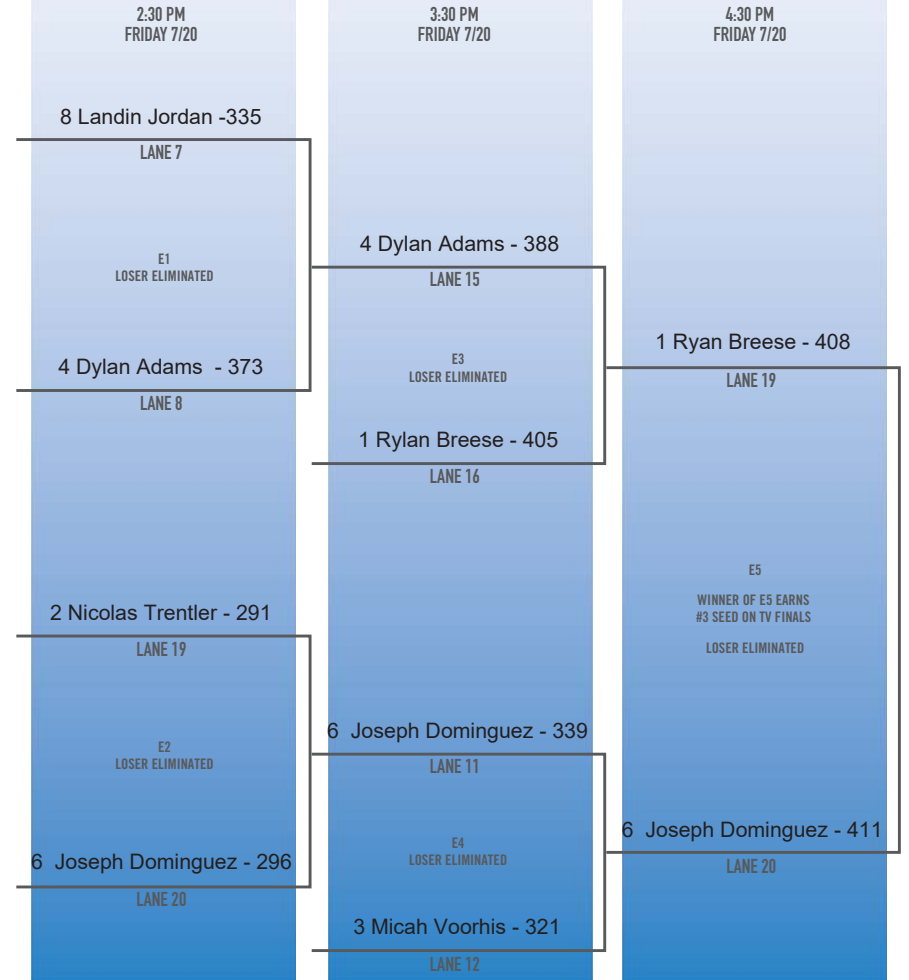 2:30 PM
FRIDAY 7/20
8 Landin Jordan -335
LANE 7
E1
LOSER ELIMINATED
4 Dylan Adams - 373
LANE 8
2 Nicolas Trentler - 291
LANE 19
E2
LOSER ELIMINATED
6 Joseph Dominguez - 296
LANE 20
3:30 PM
FRIDAY 7/20
4 Dylan Adams - 388
LANE 15
E3
LOSER ELIMINATED
1 Rylan Breese - 405
LANE 16
6 Joseph Dominguez - 339
LANE 11
E4
LOSER ELIMINATED
3 Micah Voorhis - 321
LANE 12
4:30 PM
FRIDAY 7/20
1 Ryan Breese - 408
LANE 19
E5
WINNER OF E5 EARNS
#3 SEED ON TV FINALS
LOSER ELIMINATED
6 Joseph Dominguez - 411
LANE 20